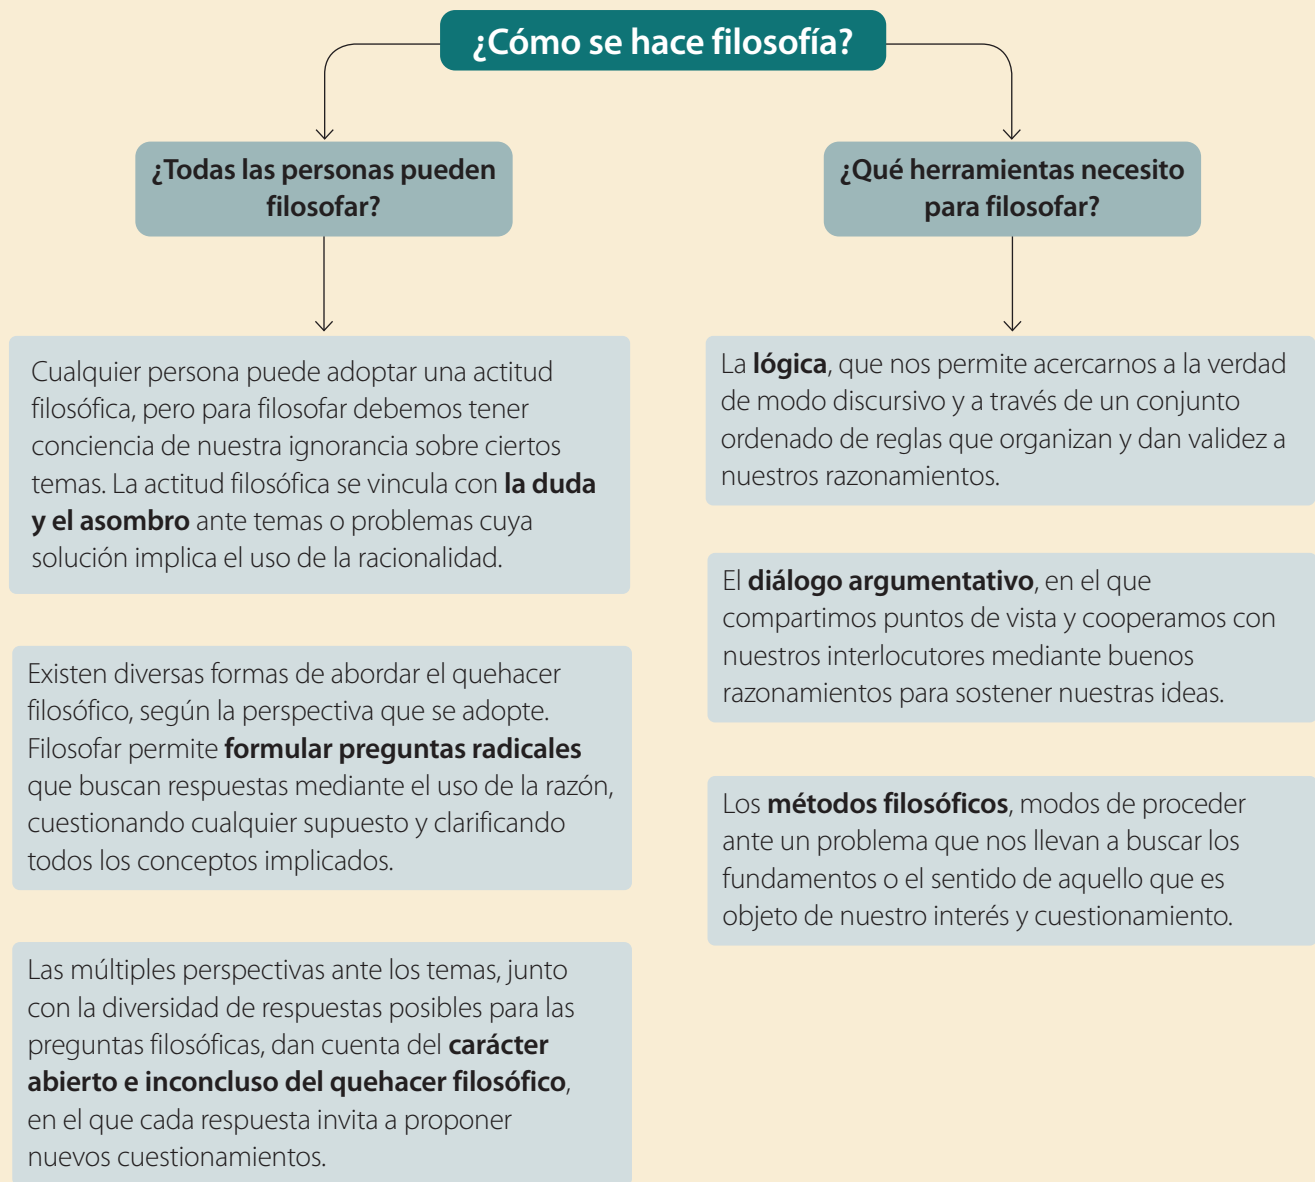 ¿Cómo se hace filosofía?
¿Todas las personas pueden
filosofar?
Cualquier persona puede adoptar una actitud
filosófica, pero para filosofar debemos tener
conciencia de nuestra ignorancia sobre ciertos
temas. La actitud filosófica se vincula con la duda
y el asombro ante temas o problemas cuya
solución implica el uso de la racionalidad.
Existen diversas formas de abordar el quehacer
filosófico, según la perspectiva que se adopte.
Filosofar permite formular preguntas radicales
que buscan respuestas mediante el uso de la razón,
cuestionando cualquier supuesto y clarificando
todos los conceptos implicados.
Las múltiples perspectivas ante los temas, junto
con la diversidad de respuestas posibles para las
preguntas filosóficas, dan cuenta del carácter
abierto e inconcluso del quehacer filosófico,
en el que cada respuesta invita a proponer
nuevos cuestionamientos.
¿Qué herramientas necesito
para filosofar?
La lógica, que nos permite acercarnos a la verdad
de modo discursivo y a través de un conjunto
ordenado de reglas que organizan y dan validez a
nuestros razonamientos.
El diálogo argumentativo, en el que
compartimos puntos de vista y cooperamos con
nuestros interlocutores mediante buenos
razonamientos para sostener nuestras ideas.
Los métodos filosóficos, modos de proceder
ante un problema que nos llevan a buscar los
fundamentos o el sentido de aquello que es
objeto de nuestro interés y cuestionamiento.